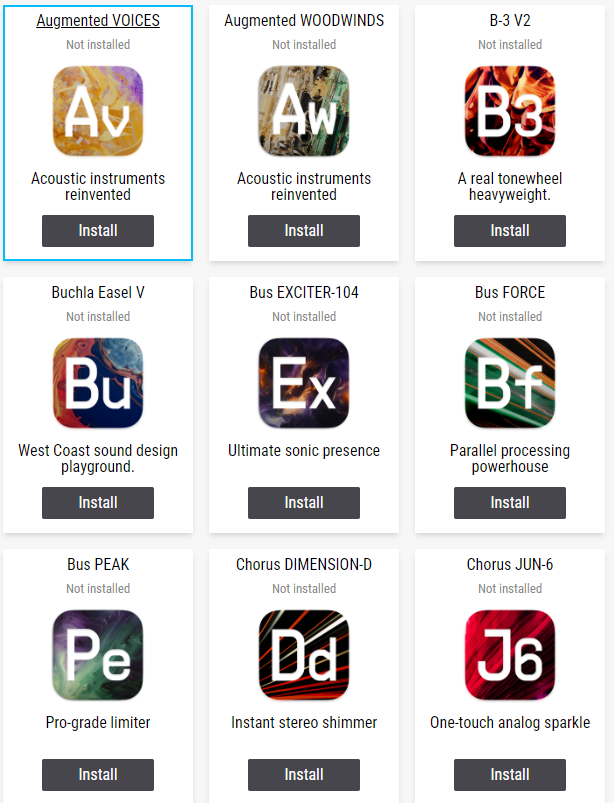 Augmented VOICES
Not installed
Av
Acoustic instruments
reinvented
Install
Augmented WOODWINDS
Not installed
Aw
Acoustic instruments
reinvented
Install
B-3 V2
Not installed
B3
A real tonewheel
heavyweight.
Install
Buchla Easel V
Not installed
Bu
West Coast sound design
playground.
Install
Bus EXCITER-104
Not installed
Ex
Ultimate sonic presence
Install
Bus FORCE
Not installed
Bf
Parallel processing
powerhouse
Install
Bus PEAK
Not installed
Pe
Pro-grade limiter
Install
Chorus DIMENSION-D
Not installed
Dd
Instant stereo shimmer
Install
Chorus JUN-6
Not installed
J6
One-touch analog sparkle
Install